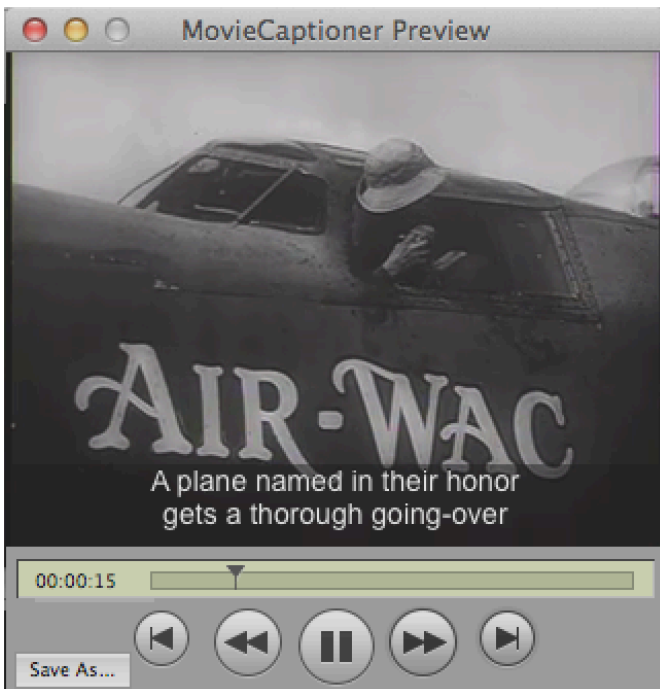 MovieCaptioner Preview
AIR-WAC
A plane named in their honor
gets a thorough going-over
00:00:15
Save As...